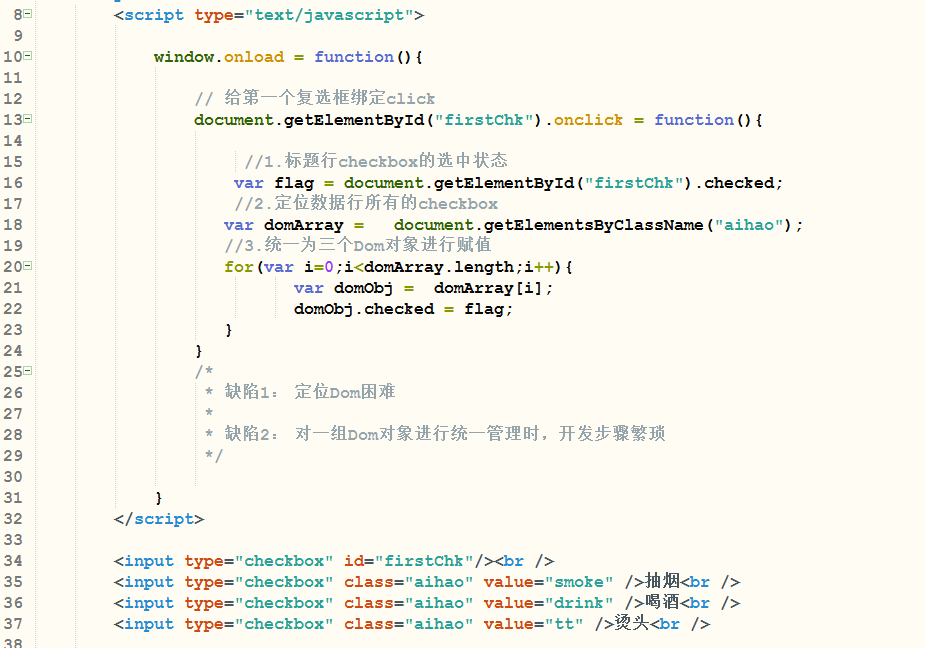 8 <script type="text/javascript">
9
10 window.onload = function(){
11
12 // 给第一个复选框绑定click
13 document.getElementById("firstChk").onclick = function(){
14
15 //1.标题行checkbox的选中状态
16 var flag = document.getElementById("firstChk").checked;
17 //2.定位数据行所有的checkbox
18 var domArray = document.getElementsByClassName("aihao");
19 //3.统一为三个Dom对象进行赋值
20 for(var i=0;i<domArray.length;i++){
21 var domObj = domArray[i];
22 domObj.checked = flag;
23 }
24 }
25 /*
26 * 缺陷1： 定位Dom困难
27 *
28 * 缺陷2： 对一组Dom对象进行统一管理时，开发步骤繁琐
29 */
30
31 }
32 </script>
33
34 <input type="checkbox" id="firstChk"/><br />
35 <input type="checkbox" class="aihao" value="smoke" />抽烟<br />
36 <input type="checkbox" class="aihao" value="drink" />喝酒<br />
37 <input type="checkbox" class="aihao" value="tt" />烫头<br />
38